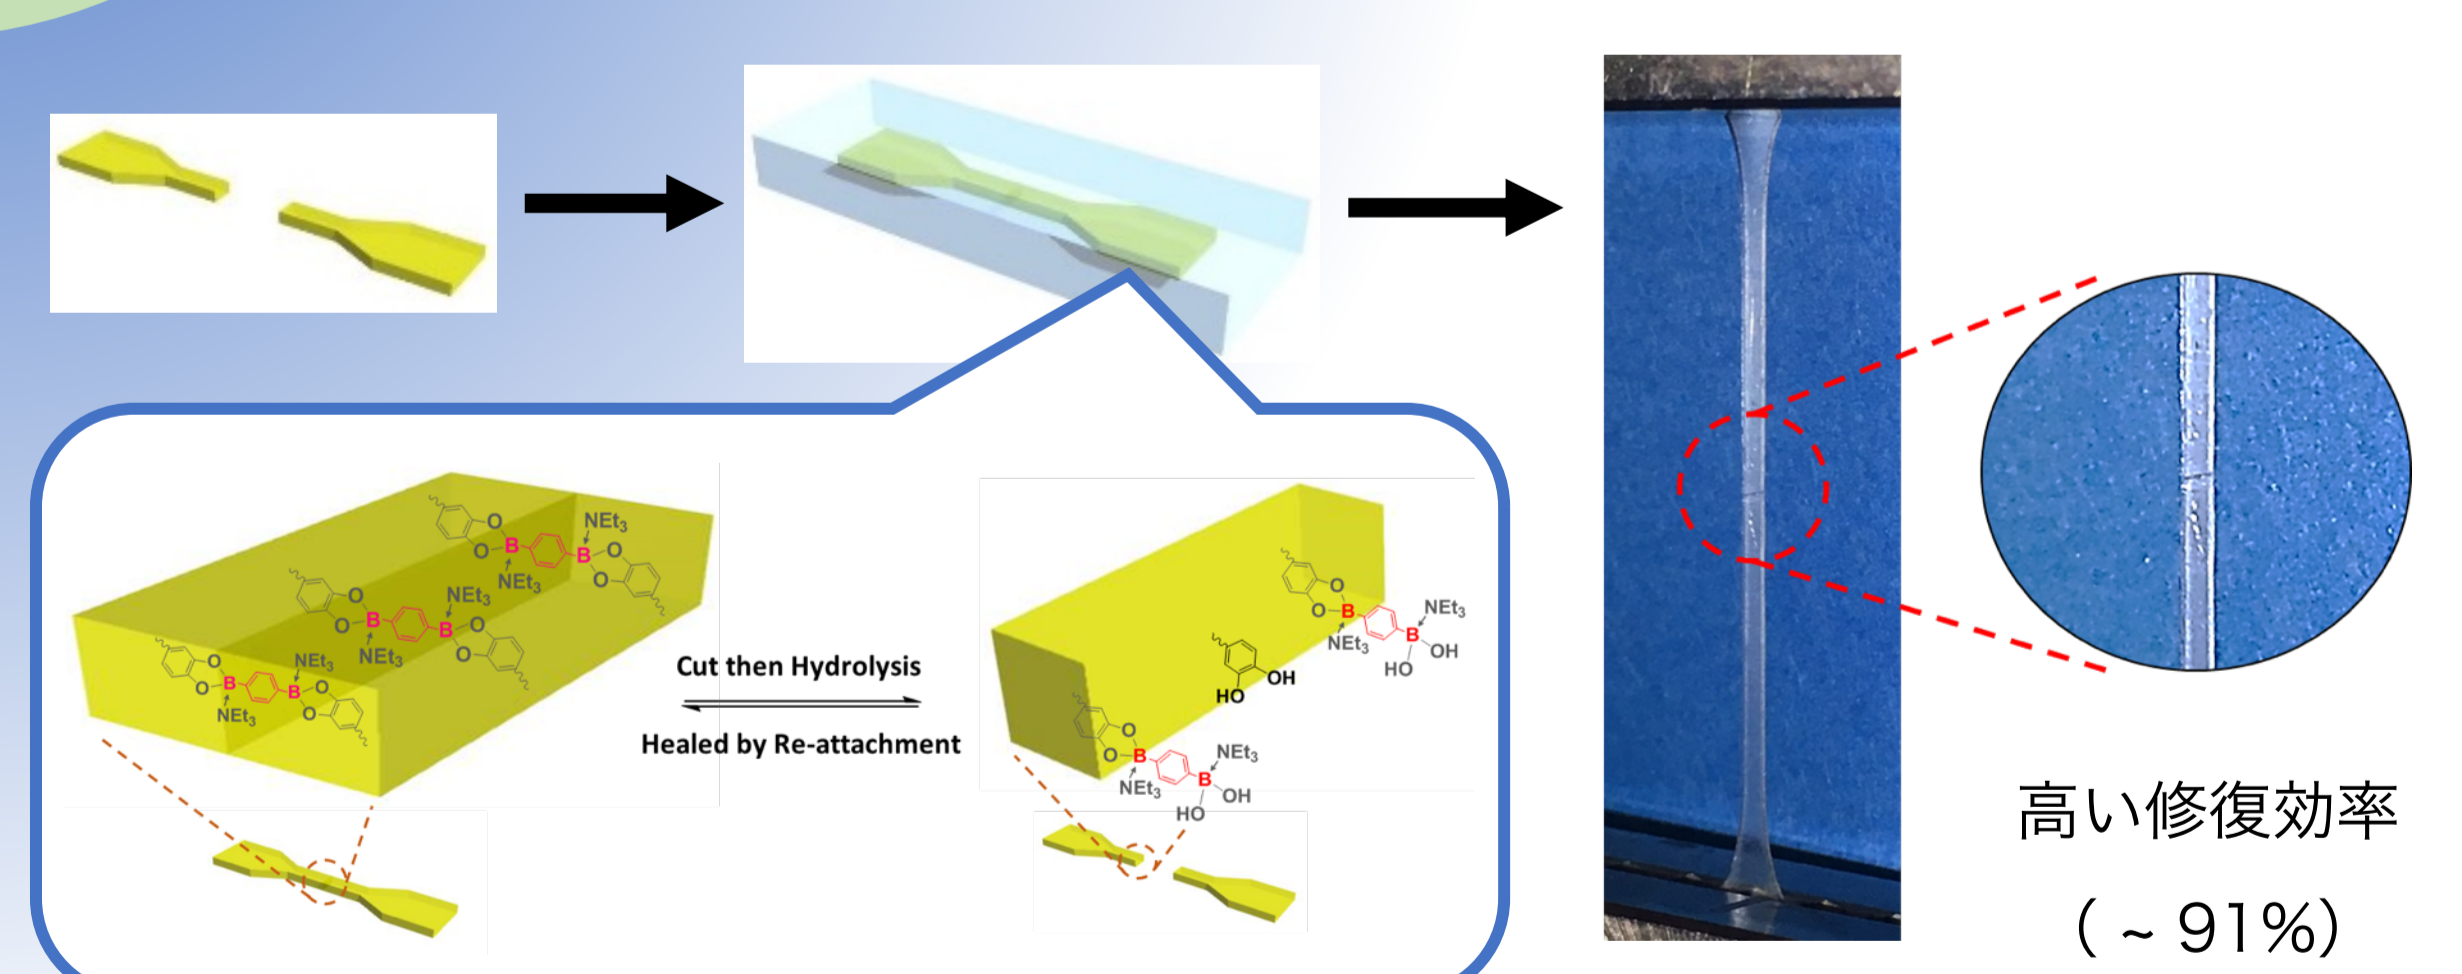 NEt₃
B
O
O
B
O
O
NEt₃
NEt₃
O
O
B
B
O
O
NEt₃
NEt₃
O
O
B
B
O
O
NEt₃
Cut then Hydrolysis
Healed by Re-attachment
O
O
B
NEt₃
NEt₃
B
OH
HO
OH
HO
O
O
B
NEt₃
NEt₃
B
OH
HO
高い修復効率
（ ~ 91%）